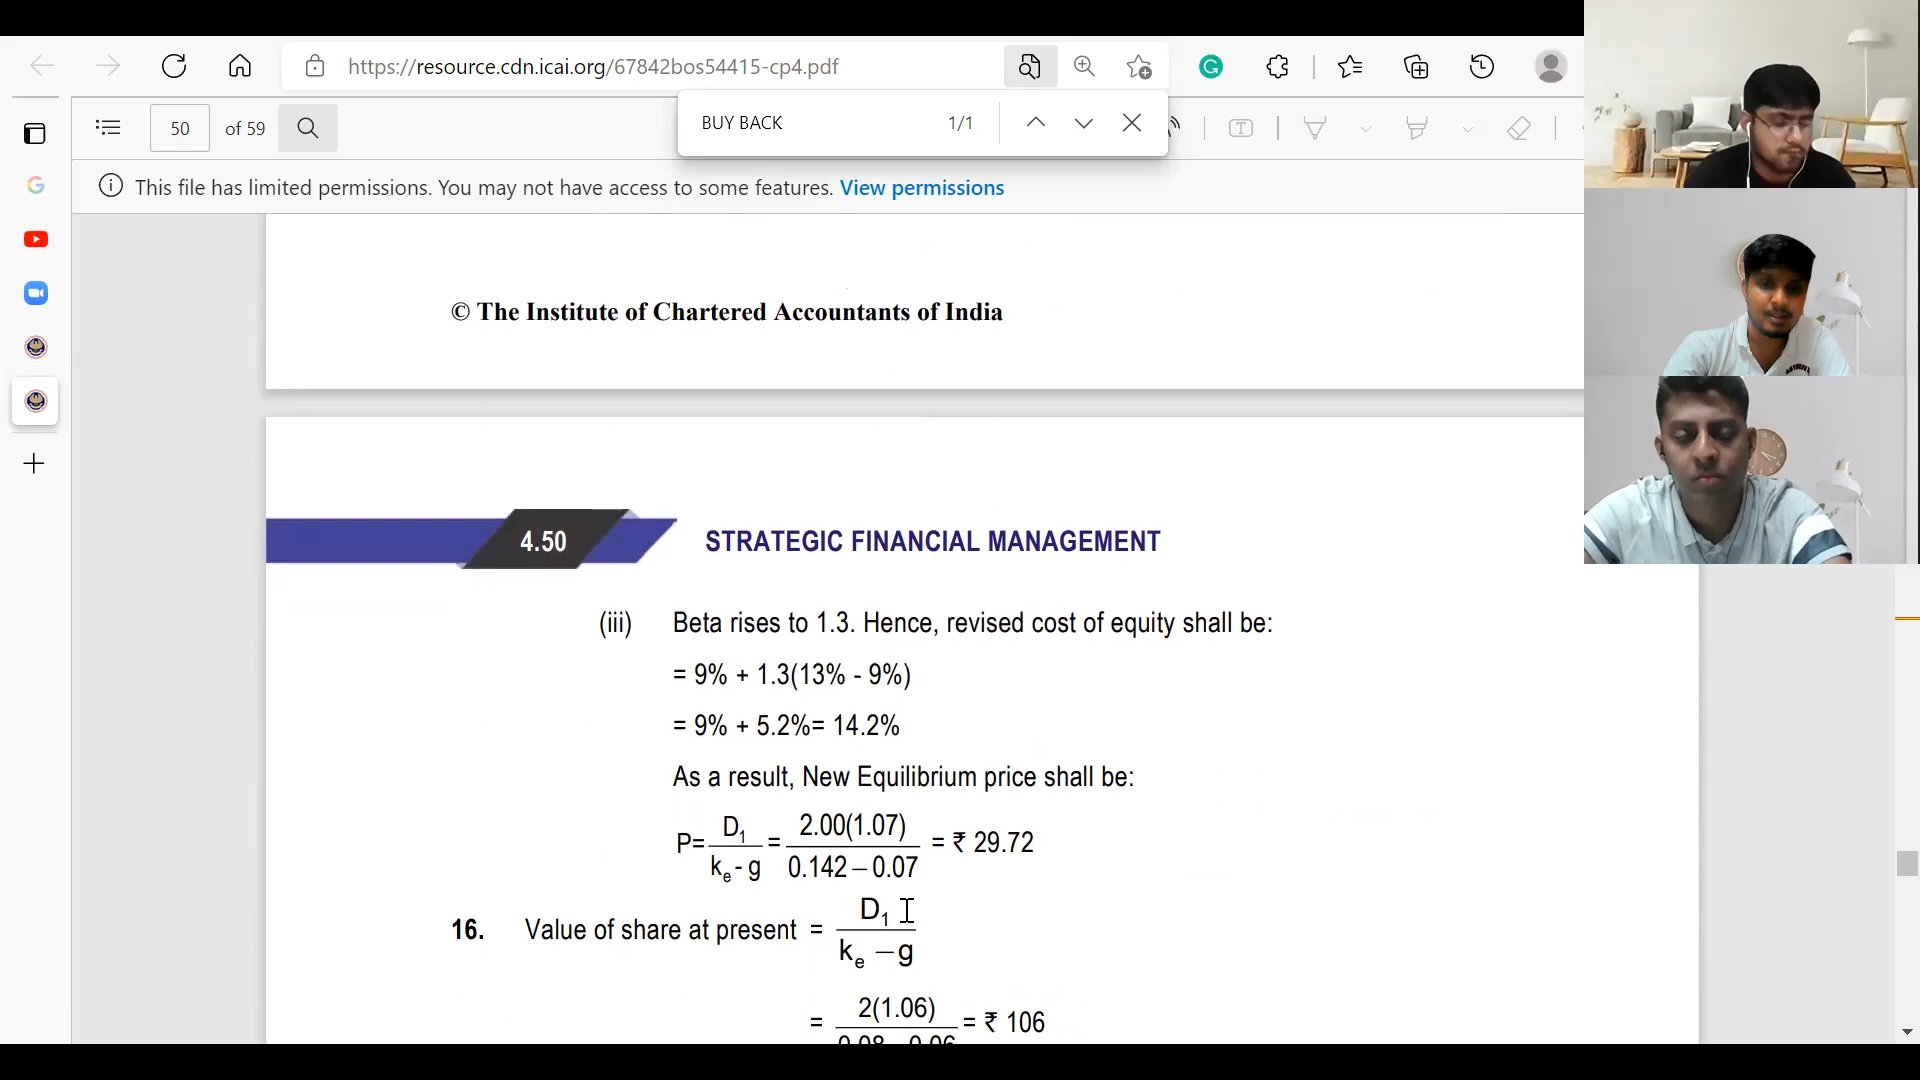 https://resource.cdn.icai.org/67842bos54415-cp4.pdf
BUY BACK 1/1
50 of 59
This file has limited permissions. You may not have access to some features. View permissions
© The Institute of Chartered Accountants of India
4.50 STRATEGIC FINANCIAL MANAGEMENT
(iii) Beta rises to 1.3. Hence, revised cost of equity shall be:
= 9% + 1.3(13% - 9%)
= 9% + 5.2%= 14.2%
As a result, New Equilibrium price shall be:
P= D1 / ke - g = 2.00(1.07) / 0.142 – 0.07 = ₹ 29.72
16. Value of share at present = D1 / ke – g
= 2(1.06) / 0.08 – 0.06 = ₹ 106